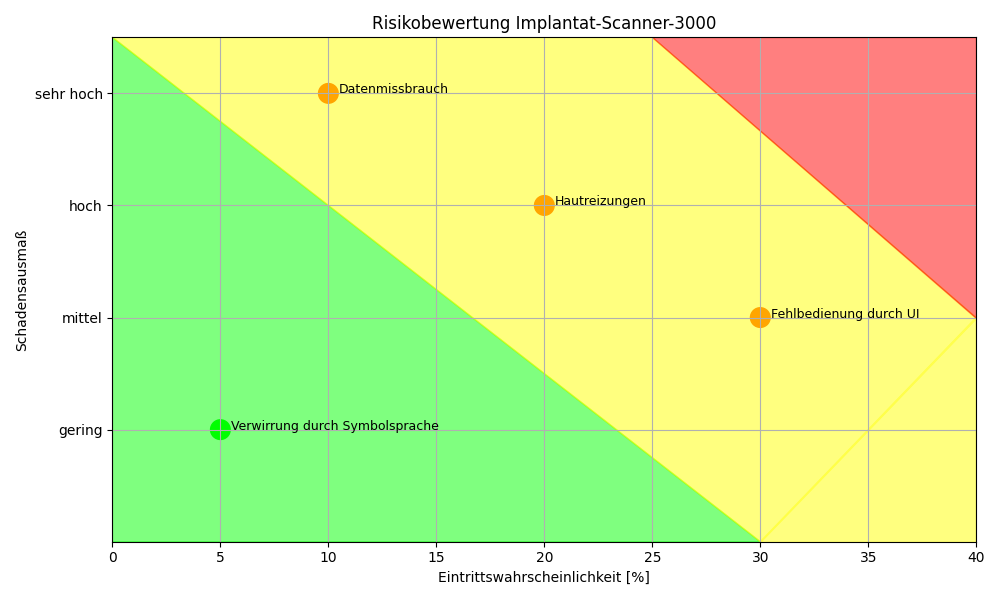 Risikobewertung Implantat-Scanner-3000
sehr hoch
Datenmissbrauch
hoch
Hautreizungen
mittel
Fehlbedienung durch UI
gering
Verwirrung durch Symbolsprache
Schadensausmaß
0 5 10 15 20 25 30 35 40
Eintrittswahrscheinlichkeit [%]